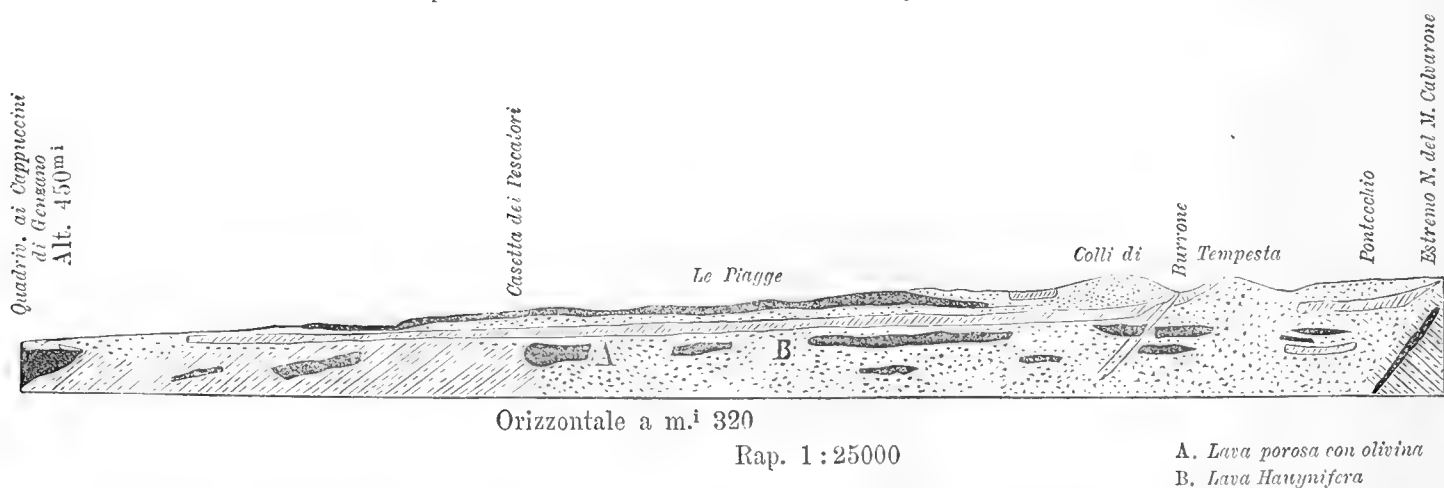 Quadriv. ai Cappuccini
di Genzano
Alt. 450mi
Casetta dei Pescatori
Le Piagge
Colli di
Burrone
Tempesta
Pontecchio
Estremo N. del M. Calvarone
A
B
Orizzontale a m.i 320
Rap. 1:25000
A. Lava porosa con olivina
B. Lava Hauynifera